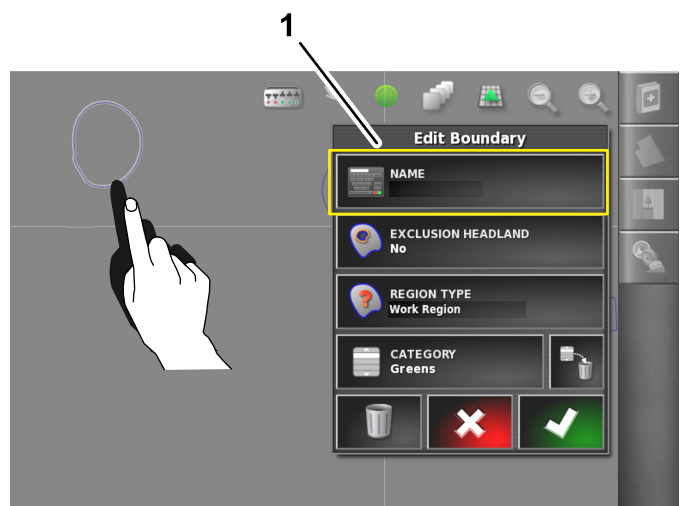 1
Edit Boundary
NAME
EXCLUSION HEADLAND
No
REGION TYPE
Work Region
CATEGORY
Greens